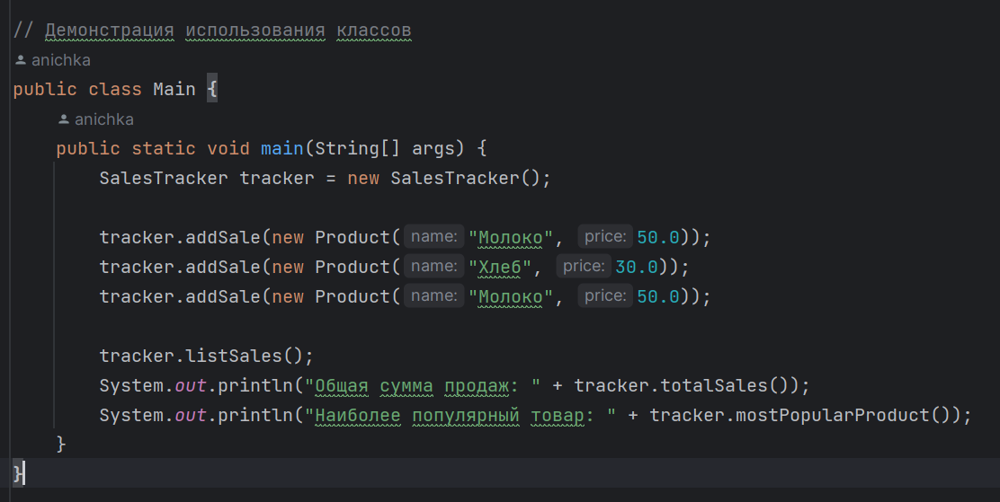 // Демонстрация использования классов
anichka
public class Main {
anichka
public static void main(String[] args) {
SalesTracker tracker = new SalesTracker();
tracker.addSale(new Product( name: "Молоко", price: 50.0));
tracker.addSale(new Product( name: "Хлеб", price: 30.0));
tracker.addSale(new Product( name: "Молоко", price: 50.0));
tracker.listSales();
System.out.println("Общая сумма продаж: " + tracker.totalSales());
System.out.println("Наиболее популярный товар: " + tracker.mostPopularProduct());
}
}